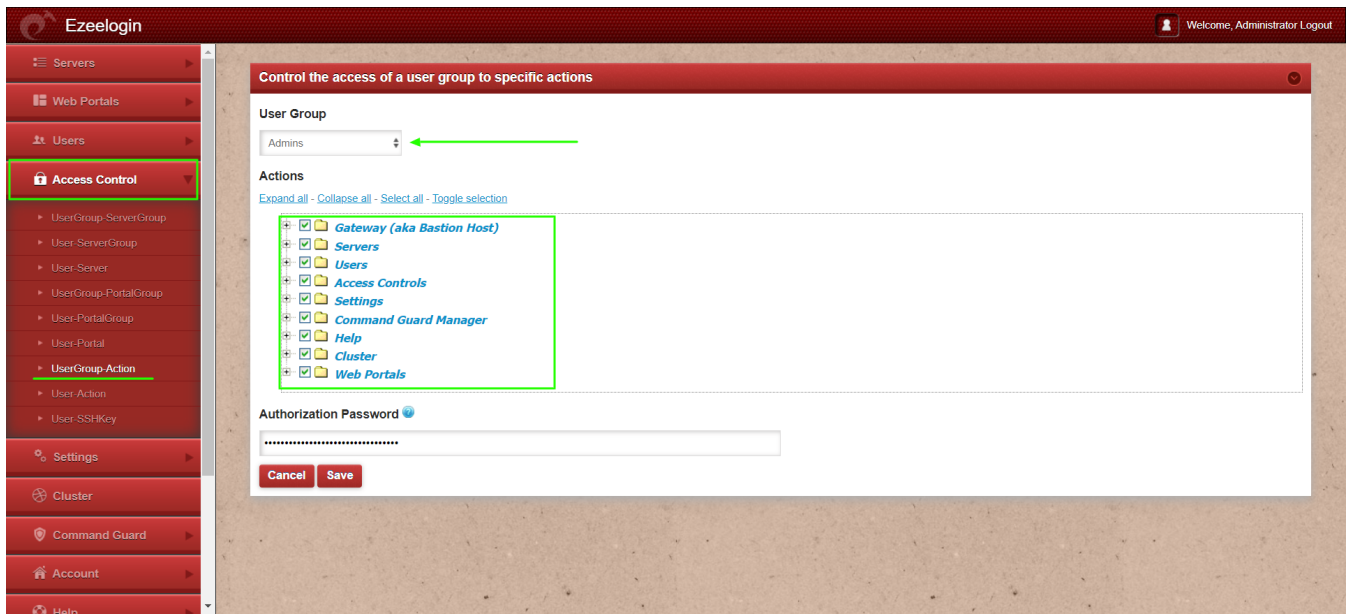 Ezeelogin
Welcome, Administrator Logout
Servers
Web Portals
Users
Access Control
UserGroup-ServerGroup
User-ServerGroup
User-Server
UserGroup-PortalGroup
User-PortalGroup
User-Portal
UserGroup-Action
User-Action
User-SSHKey
Settings
Cluster
Command Guard
Account
Help
Control the access of a user group to specific actions
User Group
Admins
Actions
Expand all - Collapse all - Select all - Toggle selection
Gateway (aka Bastion Host)
Servers
Users
Access Controls
Settings
Command Guard Manager
Help
Cluster
Web Portals
Authorization Password
Cancel Save